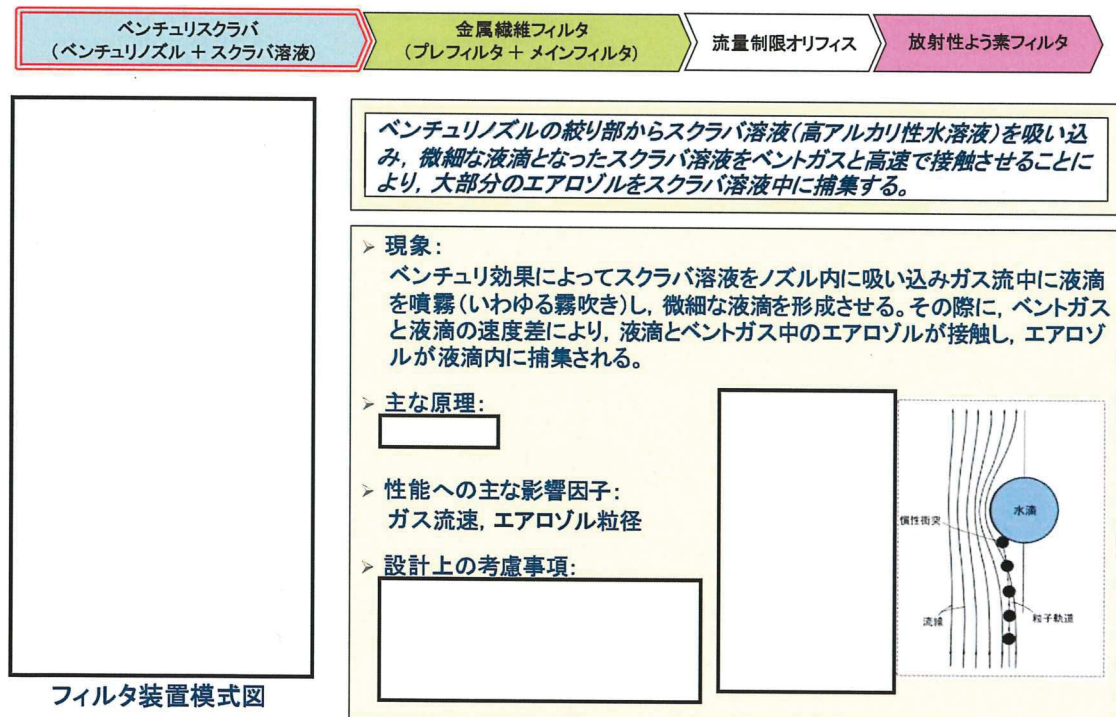 ベンチュリスクラバ
（ベンチュリノズル ＋ スクラバ溶液）
金属繊維フィルタ
（プレフィルタ＋ メインフィルタ）
流量制限オリフィス
放射性よう素フィルタ
ベンチュリノズルの絞り部からスクラバ溶液（高アルカリ性水溶液）を吸い込
み，微細な液滴となったスクラバ溶液をベントガスと高速で接触させることに
より，大部分のエアロゾルをスクラバ溶液中に捕集する。
➢ 現象：
ベンチュリ効果によってスクラバ溶液をノズル内に吸い込みガス流中に液滴
を噴霧（いわゆる霧吹き）し，微細な液滴を形成させる。その際に，ベントガス
と液滴の速度差により，液滴とベントガス中のエアロゾルが接触し，エアロゾ
ルが液滴内に捕集される。
➢ 主な原理：
➢ 性能への主な影響因子：
ガス流速，エアロゾル粒径
➢ 設計上の考慮事項：
水滴
慣性衝突
流線
粒子軌道
フィルタ装置模式図